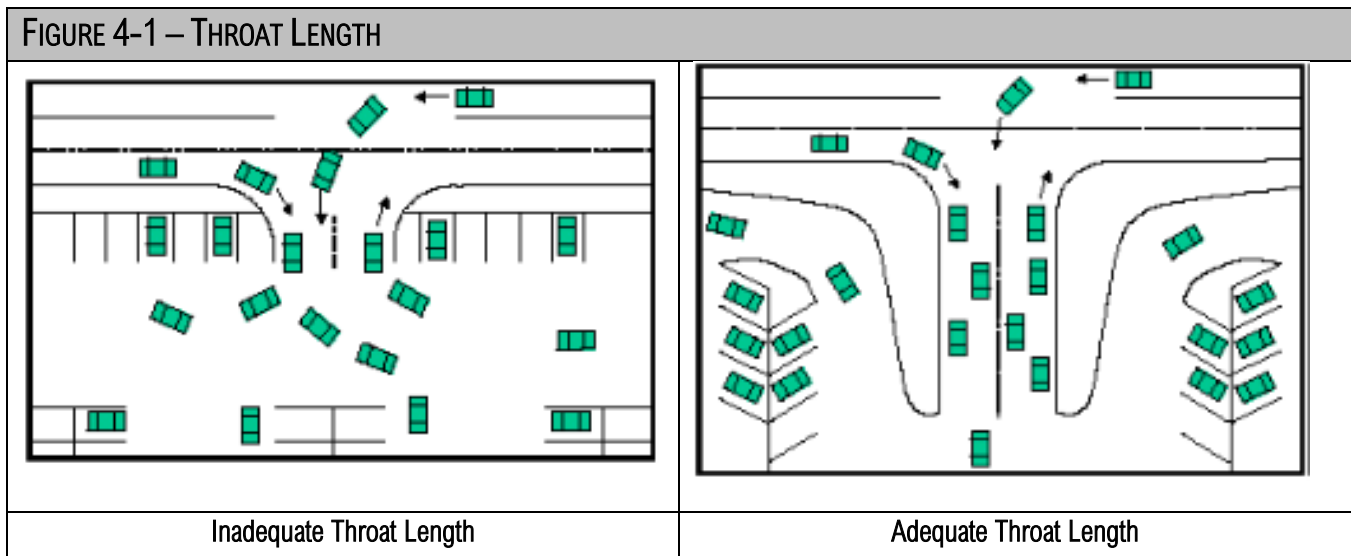 FIGURE 4-1 – THROAT LENGTH
Inadequate Throat Length
Adequate Throat Length